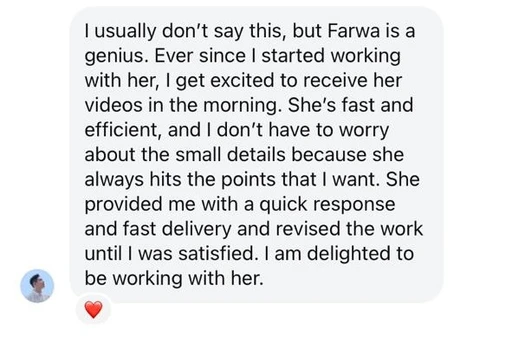 I usually don’t say this, but Farwa is a
genius. Ever since I started working
with her, I get excited to receive her
videos in the morning. She’s fast and
efficient, and I don’t have to worry
about the small details because she
always hits the points that I want. She
provided me with a quick response
and fast delivery and revised the work
until I was satisfied. I am delighted to
be working with her.